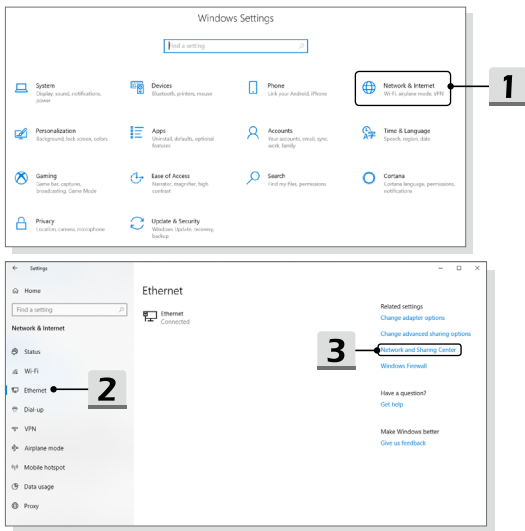 Windows Settings
Find a setting
System
Display, sound, notifications,
power
Devices
Bluetooth, printers, mouse
Phone
Link your Android, iPhone
Network & Internet
Wi-Fi, airplane mode, VPN
1
Personalization
Background, lock screen, colors
Apps
Uninstall, defaults, optional
features
Accounts
Your accounts, email, sync,
work, family
Time & Language
Speech, region, date
Gaming
Game bar, captures,
broadcasting, Game Mode
Ease of Access
Narrator, magnifier, high
contrast
Search
Find my files, permissions
Cortana
Cortana language, permissions,
notifications
Privacy
Location, camera, microphone
Update & Security
Windows Update, recovery,
backup
Settings
Home
Find a setting
Network & Internet
Status
Wi-Fi
Ethernet
2
Dial-up
VPN
Airplane mode
Mobile hotspot
Data usage
Proxy
Ethernet
Ethernet
Connected
Related settings
Change adapter options
Change advanced sharing options
3
Network and Sharing Center
Windows Firewall
Have a question?
Get help
Make Windows better
Give us feedback